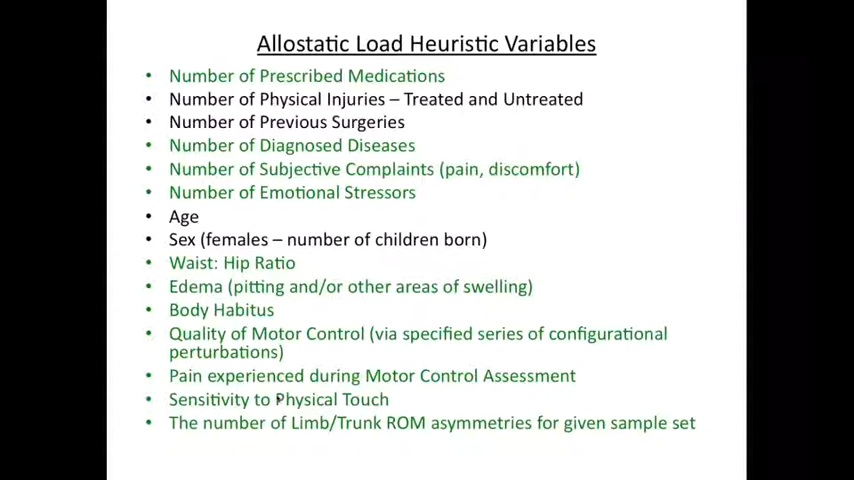 Allostatic Load Heuristic Variables
• Number of Prescribed Medications
• Number of Physical Injuries – Treated and Untreated
• Number of Previous Surgeries
• Number of Diagnosed Diseases
• Number of Subjective Complaints (pain, discomfort)
• Number of Emotional Stressors
• Age
• Sex (females – number of children born)
• Waist: Hip Ratio
• Edema (pitting and/or other areas of swelling)
• Body Habitus
• Quality of Motor Control (via specified series of configurational
perturbations)
• Pain experienced during Motor Control Assessment
• Sensitivity to Physical Touch
• The number of Limb/Trunk ROM asymmetries for given sample set